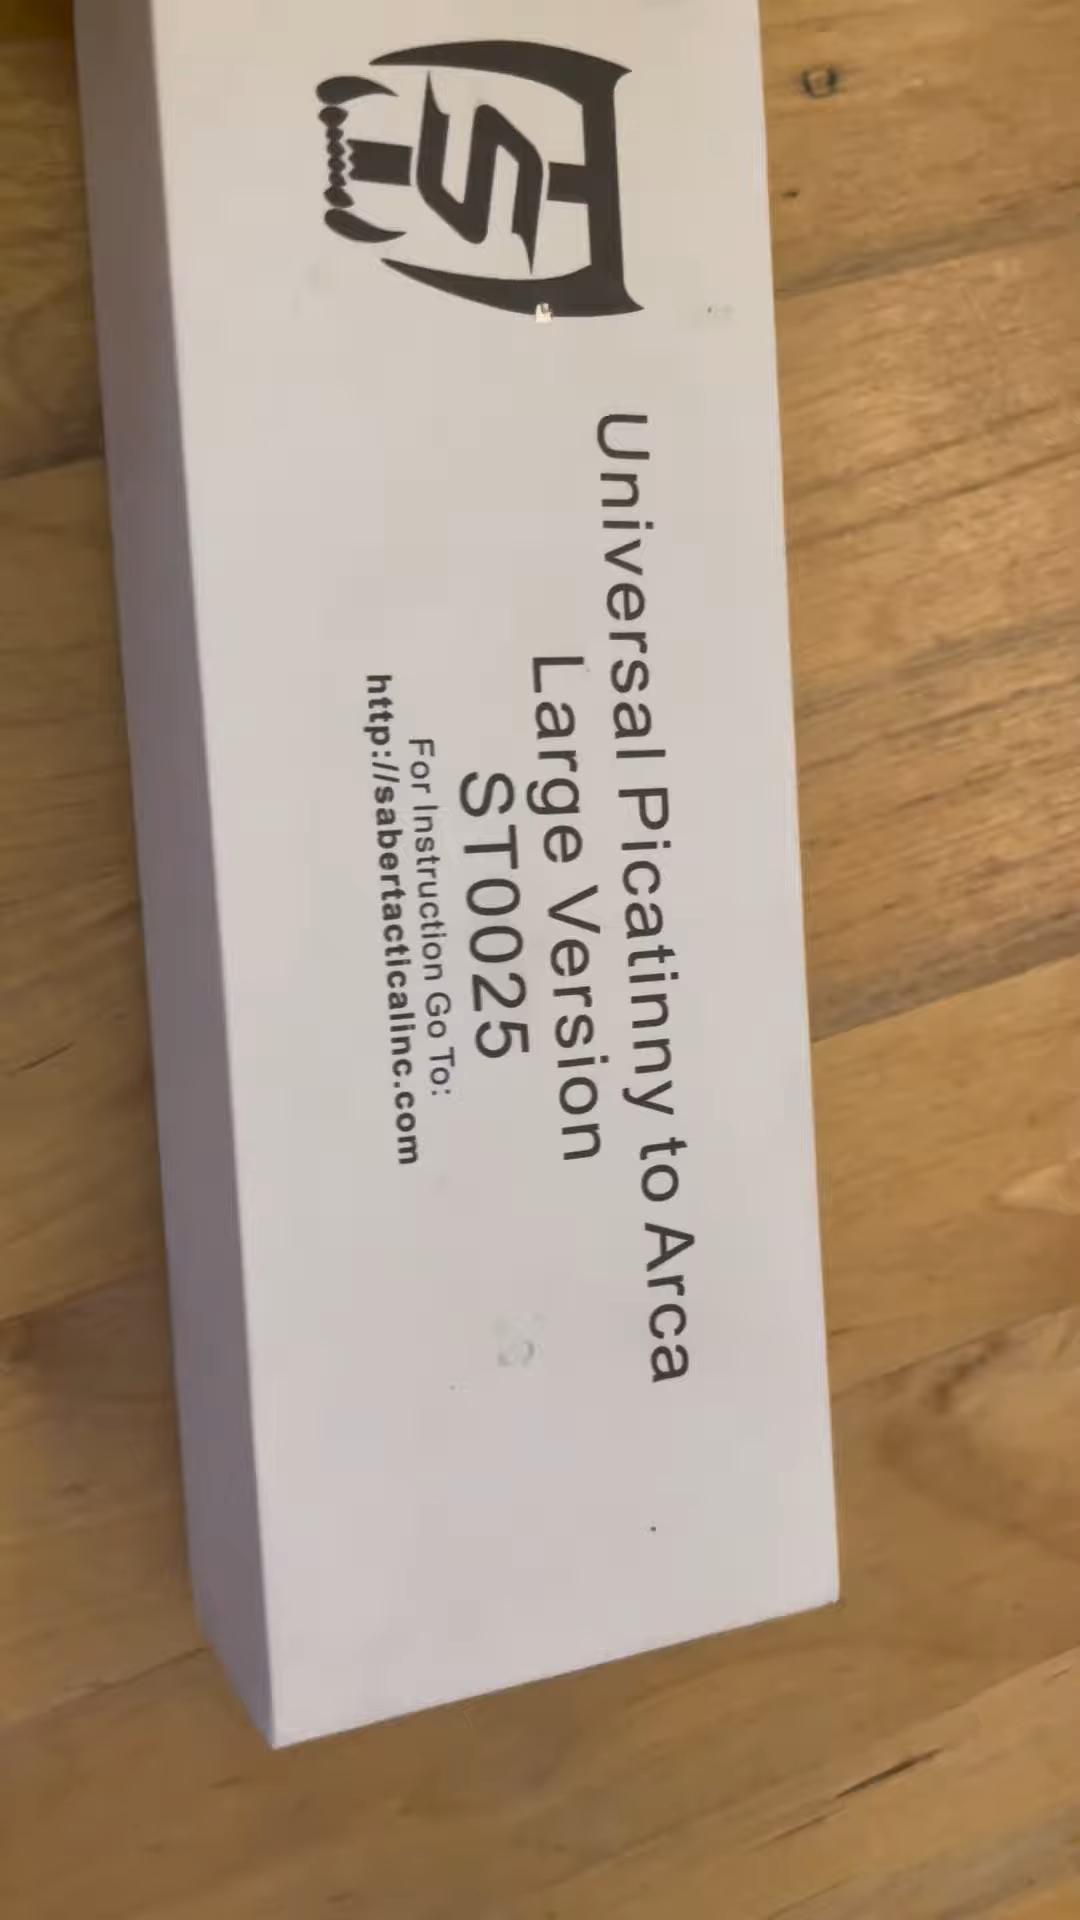 Universal Picatinny to Arca
Large Version
ST0025
For Instruction Go To:
http://sabertacticalinc.com